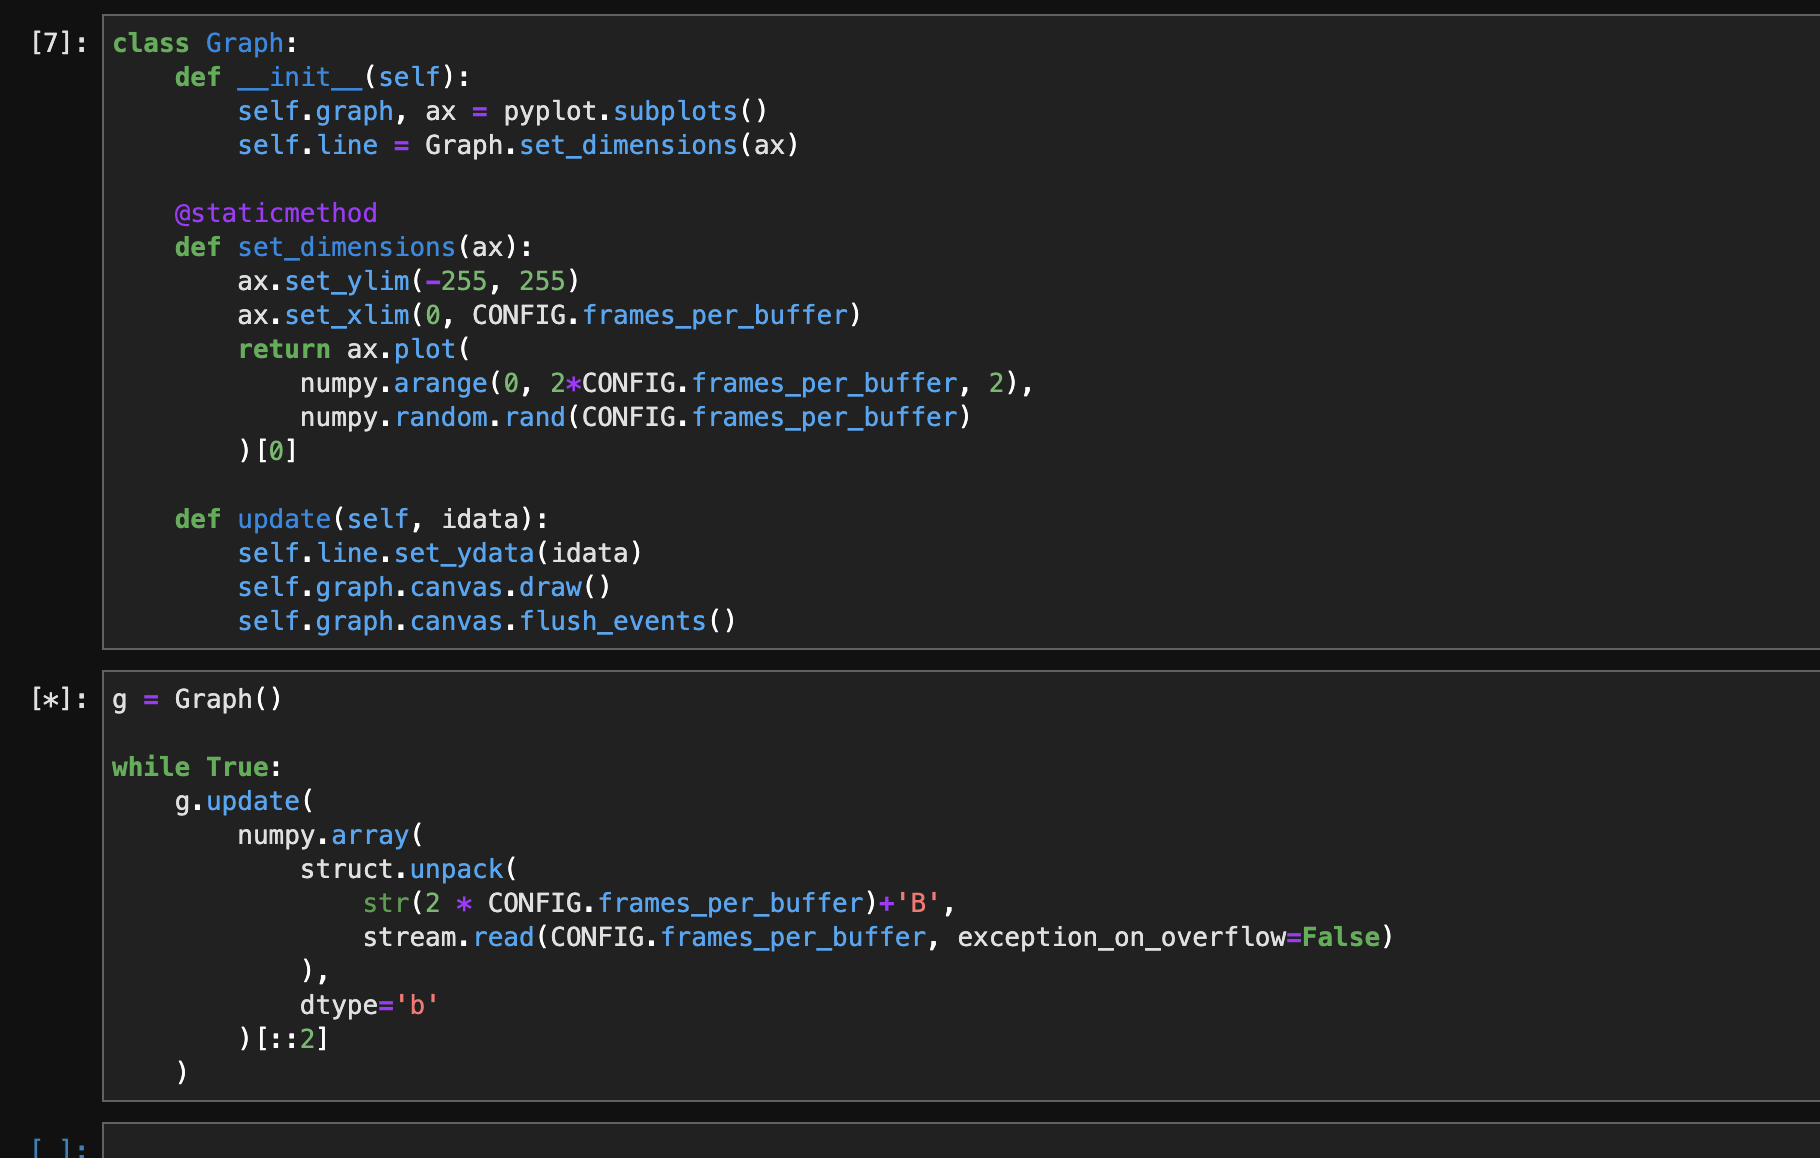 [7]: class Graph:
    def __init__(self):
        self.graph, ax = pyplot.subplots()
        self.line = Graph.set_dimensions(ax)

    @staticmethod
    def set_dimensions(ax):
        ax.set_ylim(-255, 255)
        ax.set_xlim(0, CONFIG.frames_per_buffer)
        return ax.plot(
            numpy.arange(0, 2*CONFIG.frames_per_buffer, 2),
            numpy.random.rand(CONFIG.frames_per_buffer)
        )[0]

    def update(self, idata):
        self.line.set_ydata(idata)
        self.graph.canvas.draw()
        self.graph.canvas.flush_events()

[*]: g = Graph()

while True:
    g.update(
        numpy.array(
            struct.unpack(
                str(2 * CONFIG.frames_per_buffer)+'B',
                stream.read(CONFIG.frames_per_buffer, exception_on_overflow=False)
            ),
            dtype='b'
        )[::2]
    )

[ ]: